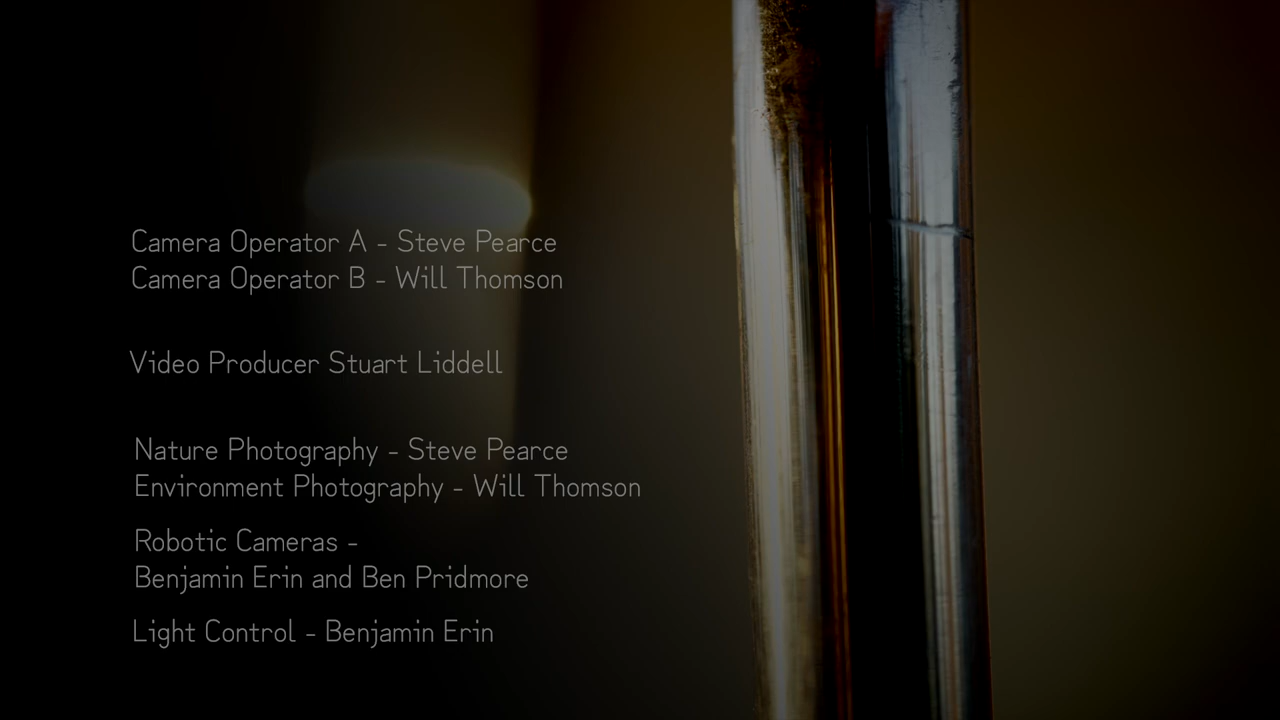 Camera Operator A - Steve Pearce
Camera Operator B - Will Thomson
Video Producer Stuart Liddell
Nature Photography - Steve Pearce
Environment Photography - Will Thomson
Robotic Cameras -
Benjamin Erin and Ben Pridmore
Light Control - Benjamin Erin